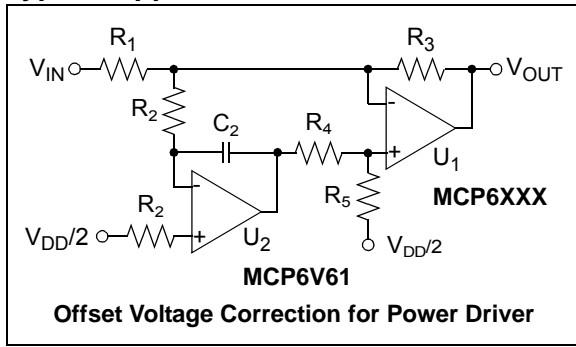 R1
R3
VIN
VOUT
R2
C2
R4
-
-
+
U1
R5
MCP6XXX
R2
VDD/2
+
U2
VDD/2
MCP6V61
Offset Voltage Correction for Power Driver